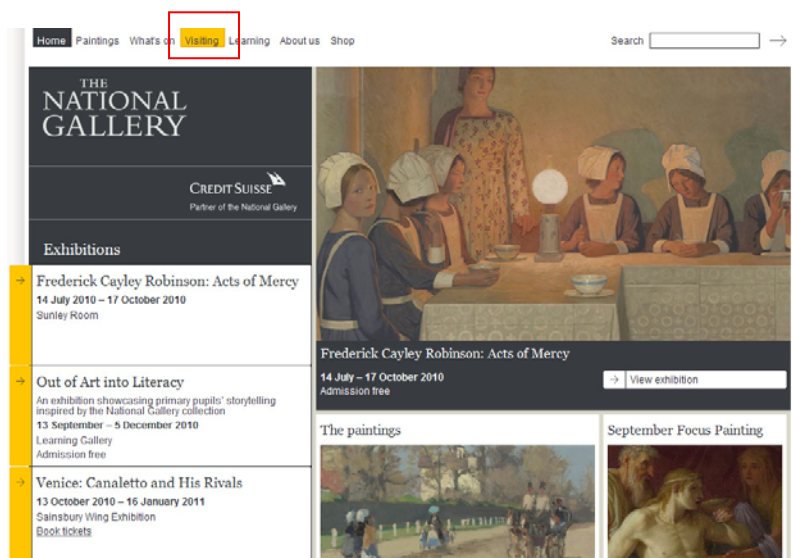 Home Paintings What's on Visiting Learning About us Shop
Search
THE
NATIONAL
GALLERY
CREDIT SUISSE
Partner of the National Gallery
Exhibitions
Frederick Cayley Robinson: Acts of Mercy
14 July 2010 – 17 October 2010
Sunley Room
Out of Art into Literacy
An exhibition showcasing primary pupils' storytelling
inspired by the National Gallery collection
13 September – 5 December 2010
Learning Gallery
Admission free
Venice: Canaletto and His Rivals
13 October 2010 – 16 January 2011
Sainsbury Wing Exhibition
Book tickets
Frederick Cayley Robinson: Acts of Mercy
14 July – 17 October 2010
Admission free
View exhibition
The paintings
September Focus Painting